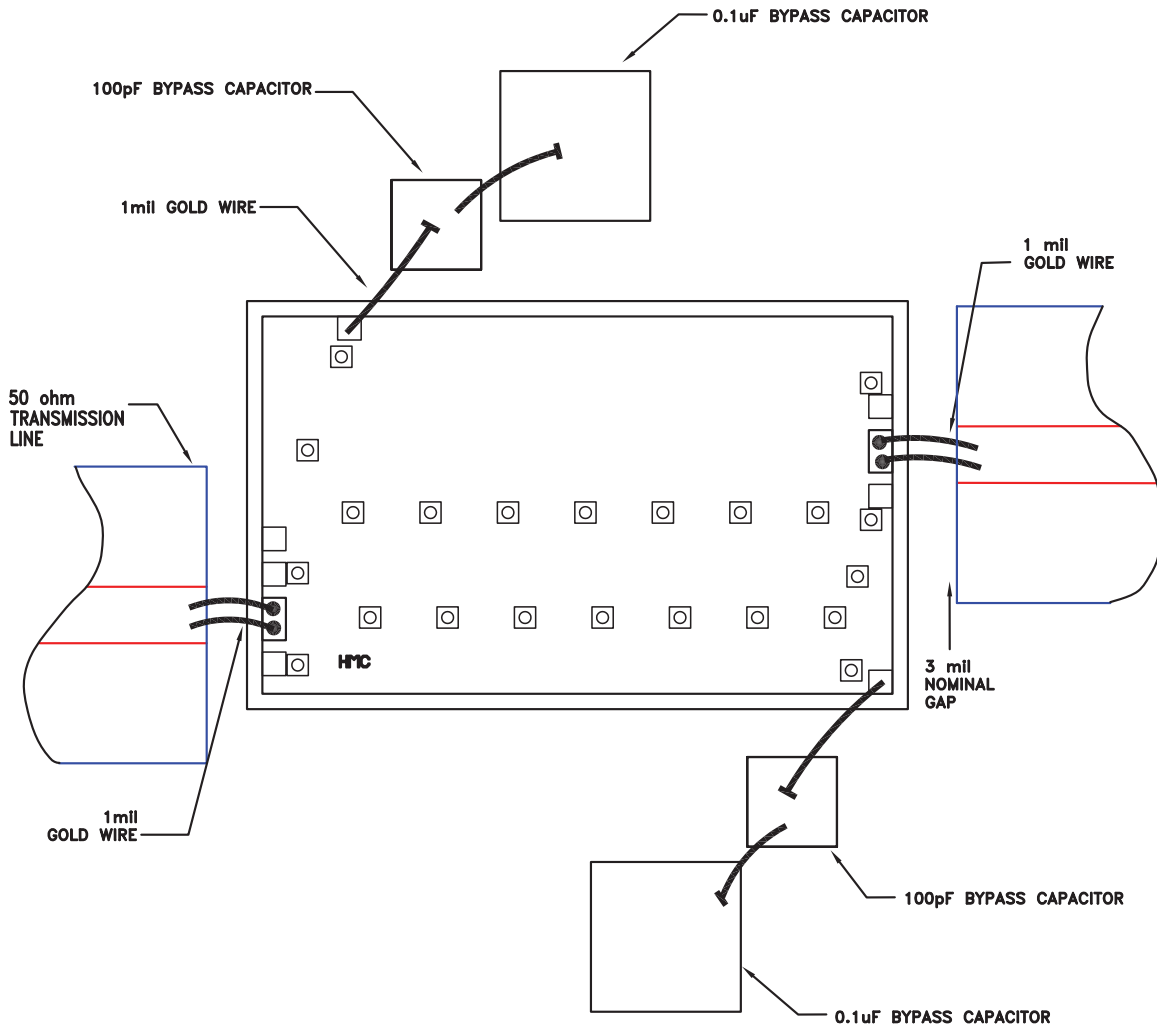 0.1uF BYPASS CAPACITOR
100pF BYPASS CAPACITOR
1mil GOLD WIRE
1 mil
GOLD WIRE
50 ohm
TRANSMISSION
LINE
HMC
3 mil
NOMINAL
GAP
1mil
GOLD WIRE
100pF BYPASS CAPACITOR
0.1uF BYPASS CAPACITOR